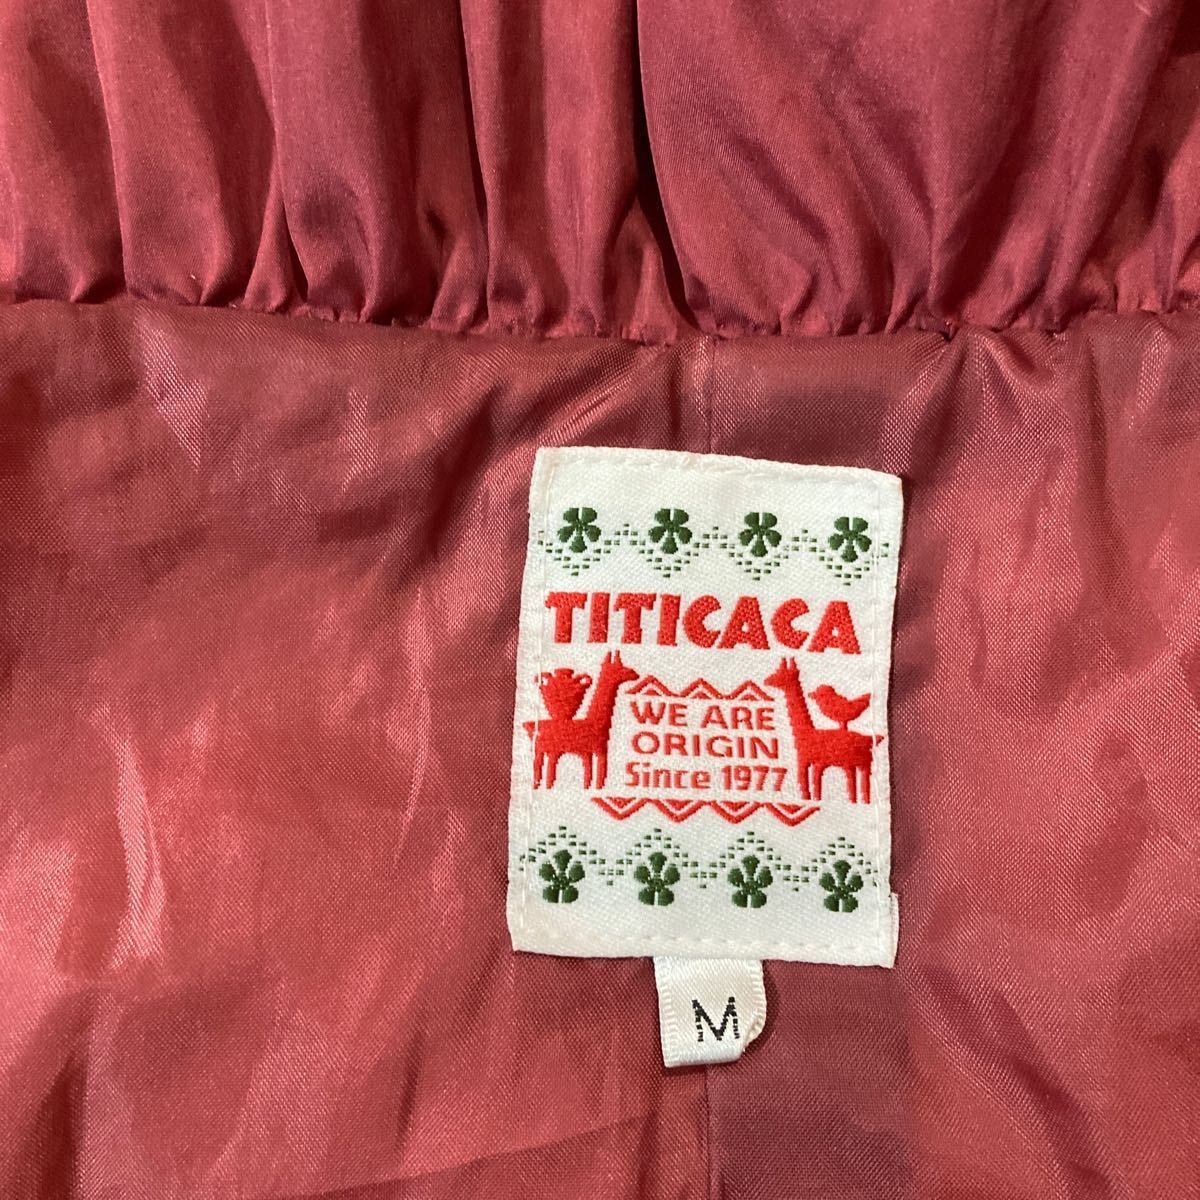 TITICACA
WE ARE
ORIGIN
Since 1977
M